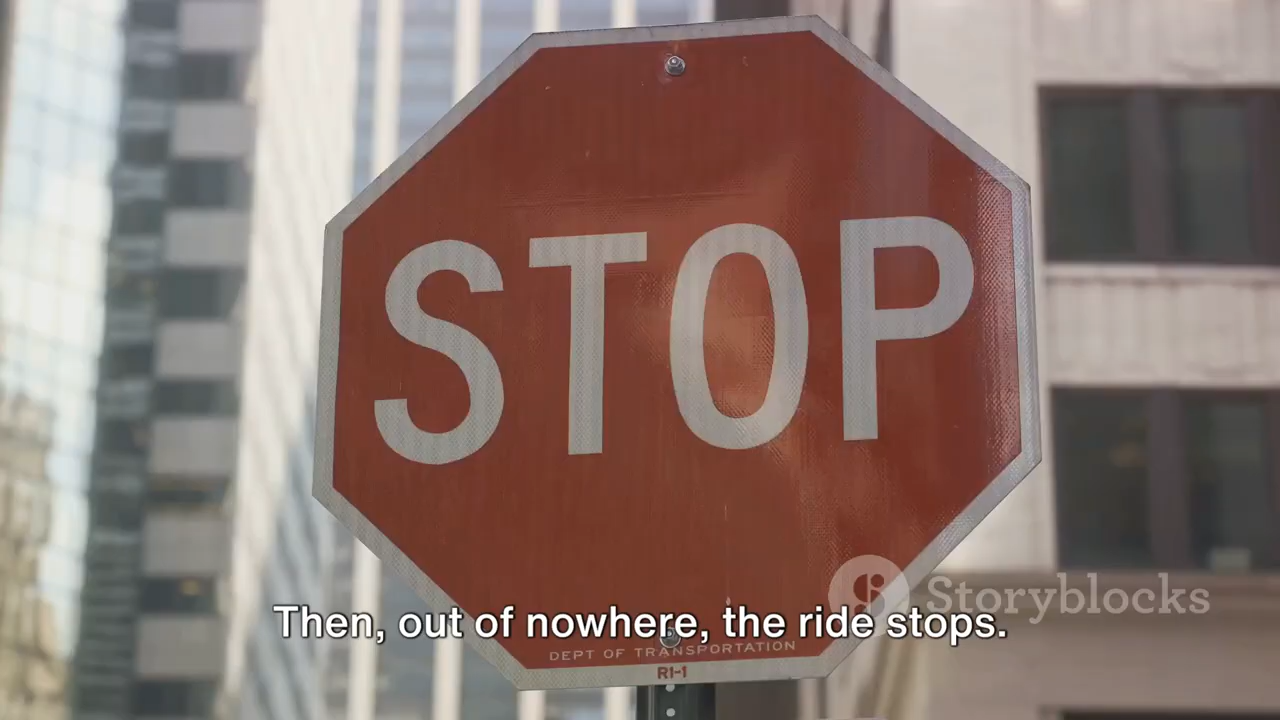 STOP
Storyblocks
Then, out of nowhere, the ride stops.
DEPT OF TRANSPORTATION
R1-1